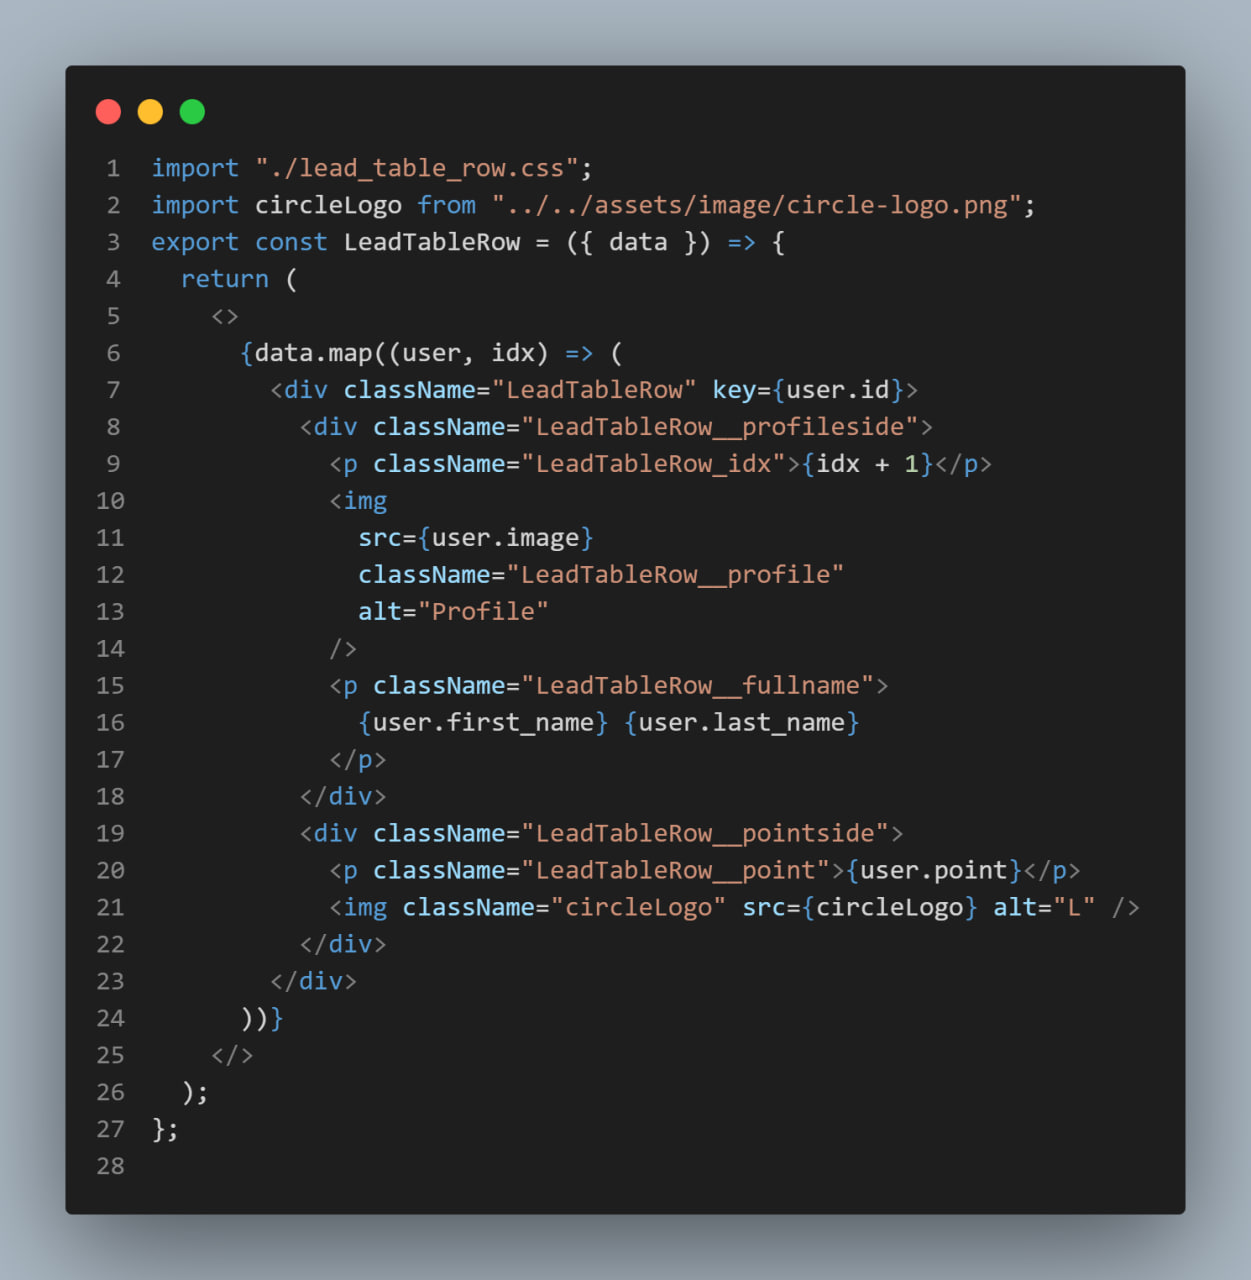 1 import "./lead_table_row.css";
2 import circleLogo from "../../assets/image/circle-logo.png";
3 export const LeadTableRow = ({ data }) => {
4   return (
5     <>
6       {data.map((user, idx) => (
7         <div className="LeadTableRow" key={user.id}>
8           <div className="LeadTableRow__profileside">
9             <p className="LeadTableRow_idx">{idx + 1}</p>
10             <img
11               src={user.image}
12               className="LeadTableRow__profile"
13               alt="Profile"
14             />
15             <p className="LeadTableRow__fullname">
16               {user.first_name} {user.last_name}
17             </p>
18           </div>
19           <div className="LeadTableRow__pointside">
20             <p className="LeadTableRow__point">{user.point}</p>
21             <img className="circleLogo" src={circleLogo} alt="L" />
22           </div>
23         </div>
24       ))}
25     </>
26   );
27 };
28